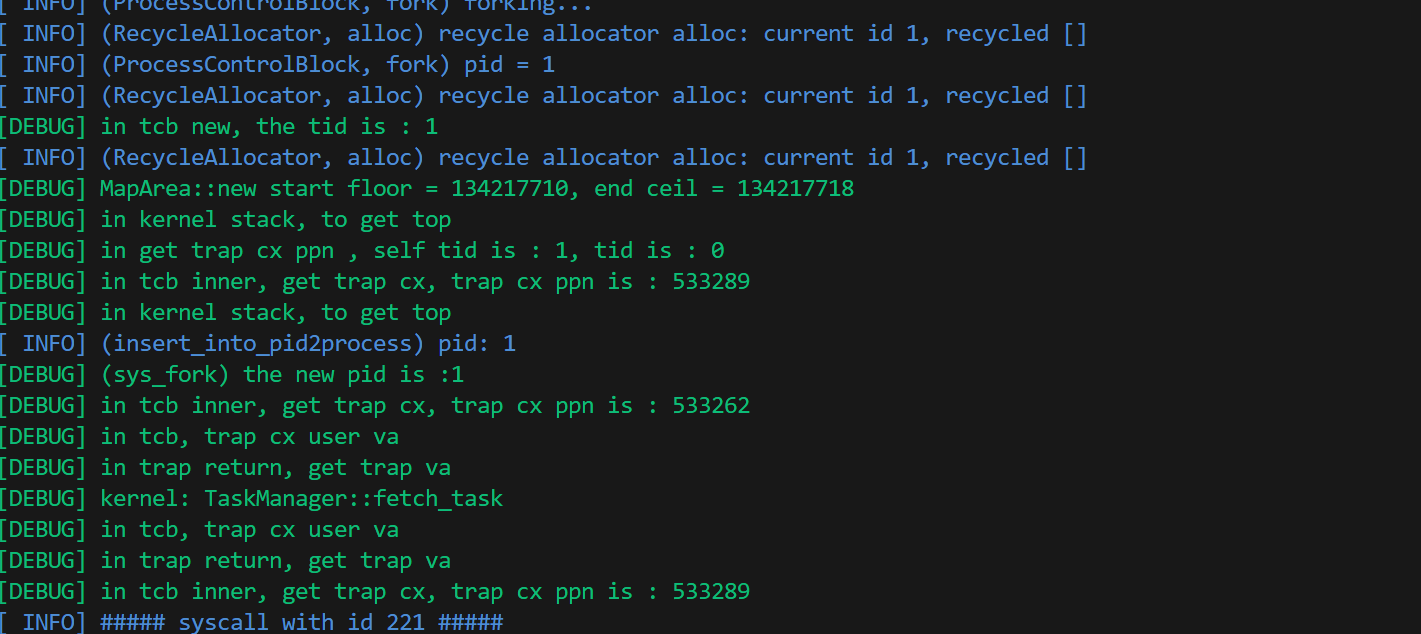 [ INFO] (ProcessControlBlock, fork) forking...
[ INFO] (RecycleAllocator, alloc) recycle allocator alloc: current id 1, recycled []
[ INFO] (ProcessControlBlock, fork) pid = 1
[ INFO] (RecycleAllocator, alloc) recycle allocator alloc: current id 1, recycled []
[DEBUG] in tcb new, the tid is : 1
[ INFO] (RecycleAllocator, alloc) recycle allocator alloc: current id 1, recycled []
[DEBUG] MapArea::new start floor = 134217710, end ceil = 134217718
[DEBUG] in kernel stack, to get top
[DEBUG] in get trap cx ppn , self tid is : 1, tid is : 0
[DEBUG] in tcb inner, get trap cx, trap cx ppn is : 533289
[DEBUG] in kernel stack, to get top
[ INFO] (insert_into_pid2process) pid: 1
[DEBUG] (sys_fork) the new pid is :1
[DEBUG] in tcb inner, get trap cx, trap cx ppn is : 533262
[DEBUG] in tcb, trap cx user va
[DEBUG] in trap return, get trap va
[DEBUG] kernel: TaskManager::fetch_task
[DEBUG] in tcb, trap cx user va
[DEBUG] in trap return, get trap va
[DEBUG] in tcb inner, get trap cx, trap cx ppn is : 533289
[ INFO] ##### syscall with id 221 #####